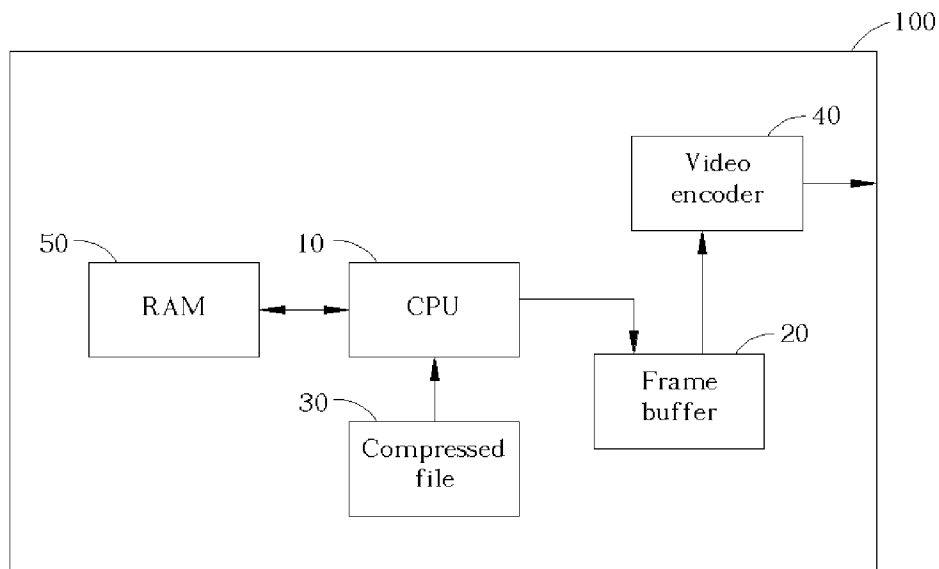 100
40
Video
encoder
50
10
RAM
CPU
20
30
Frame
buffer
Compressed
file